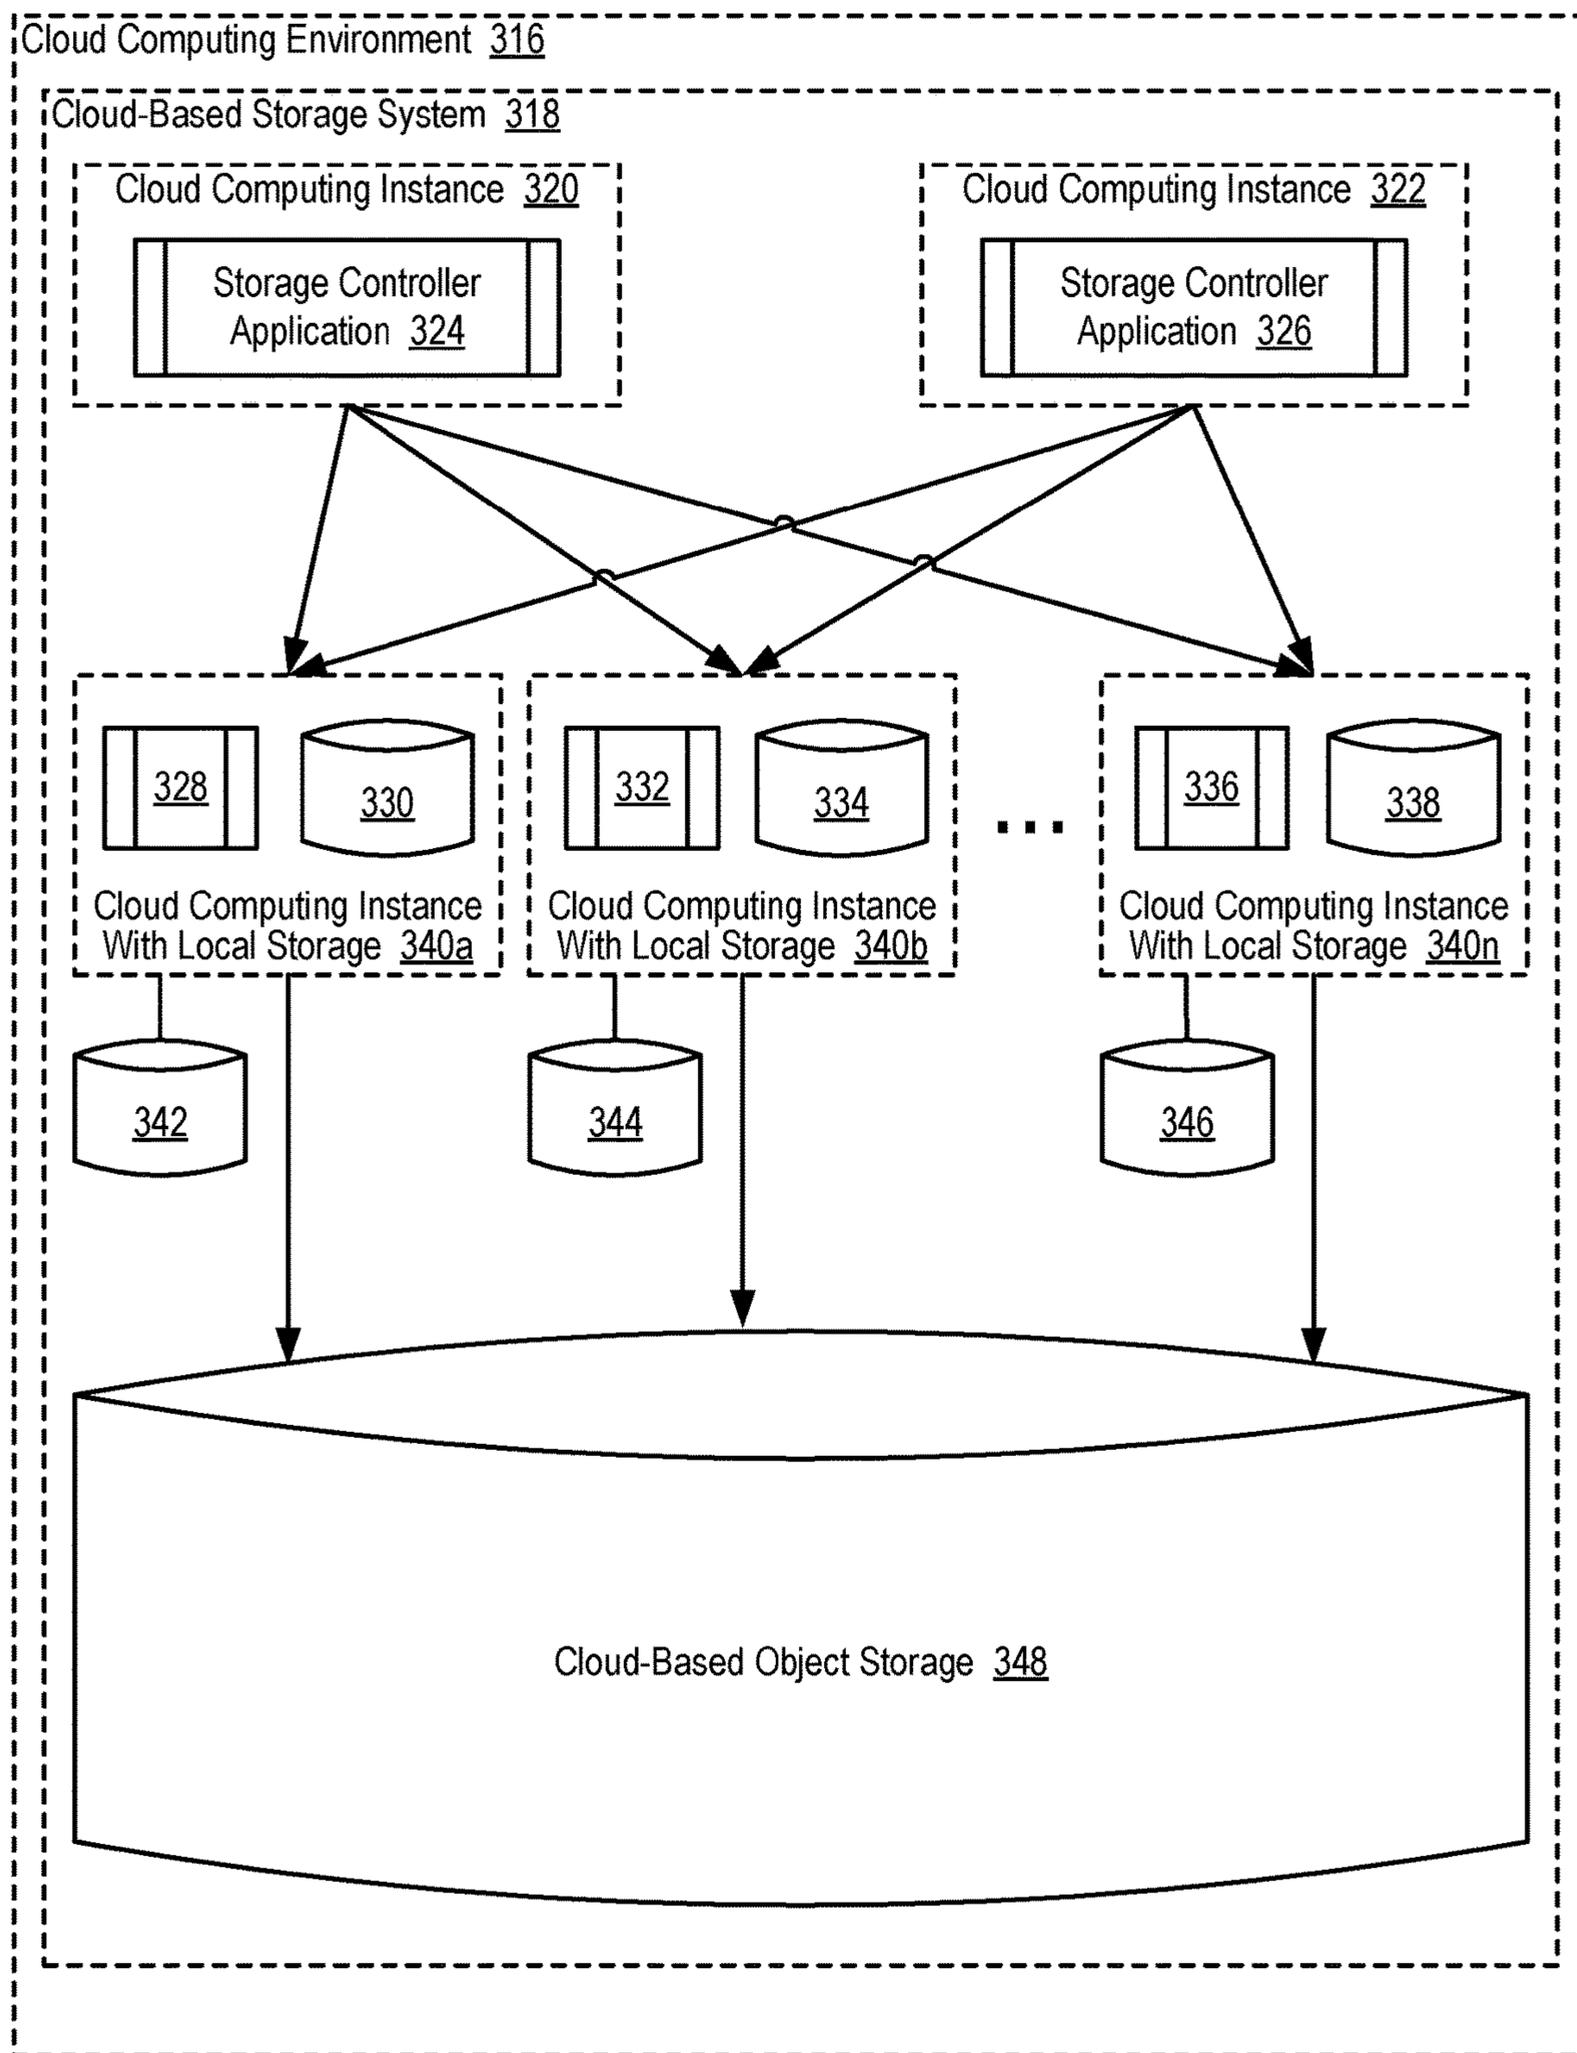 Cloud Computing Environment 316
Cloud-Based Storage System 318
Cloud Computing Instance 320
Storage Controller
Application 324
Cloud Computing Instance 322
Storage Controller
Application 326
328
330
Cloud Computing Instance
With Local Storage 340a
332
334
Cloud Computing Instance
With Local Storage 340b
...
336
338
Cloud Computing Instance
With Local Storage 340n
342
344
346
Cloud-Based Object Storage 348